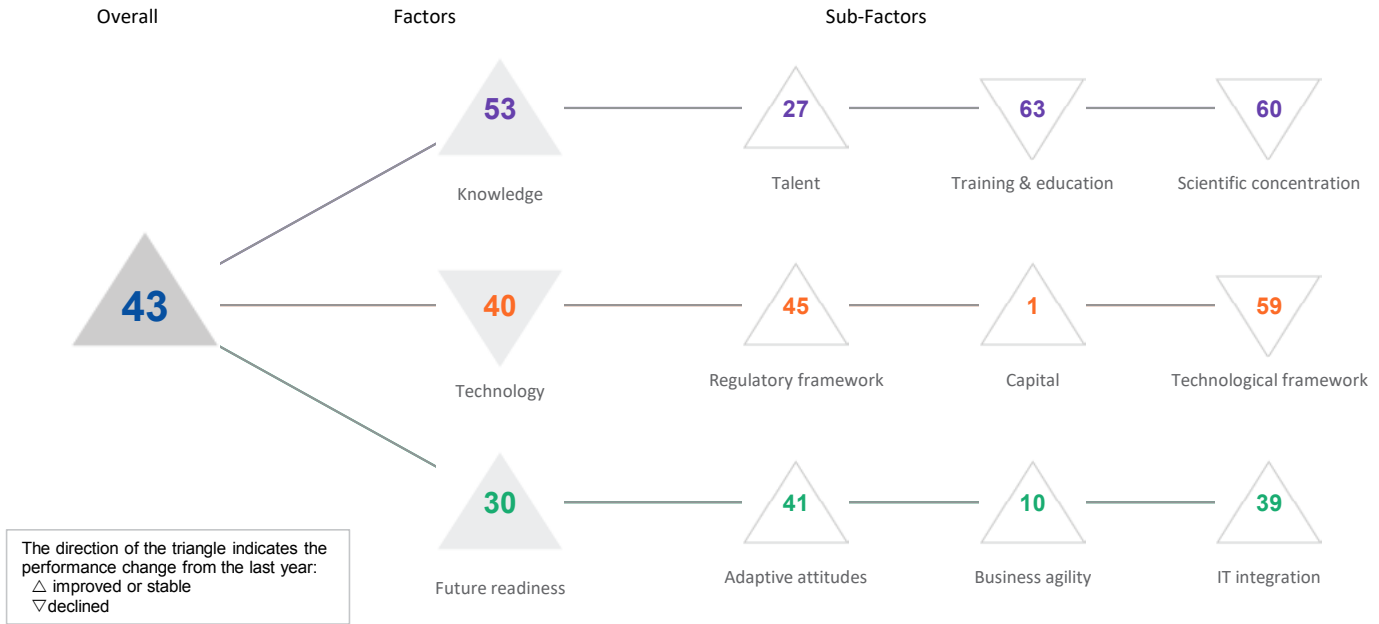 Overall
Factors
Sub-Factors
53
27
63
60
Knowledge
Talent
Training & education
Scientific concentration
43
40
45
1
59
Technology
Regulatory framework
Capital
Technological framework
30
41
10
39
Future readiness
Adaptive attitudes
Business agility
IT integration
The direction of the triangle indicates the
performance change from the last year:
△ improved or stable
▽declined